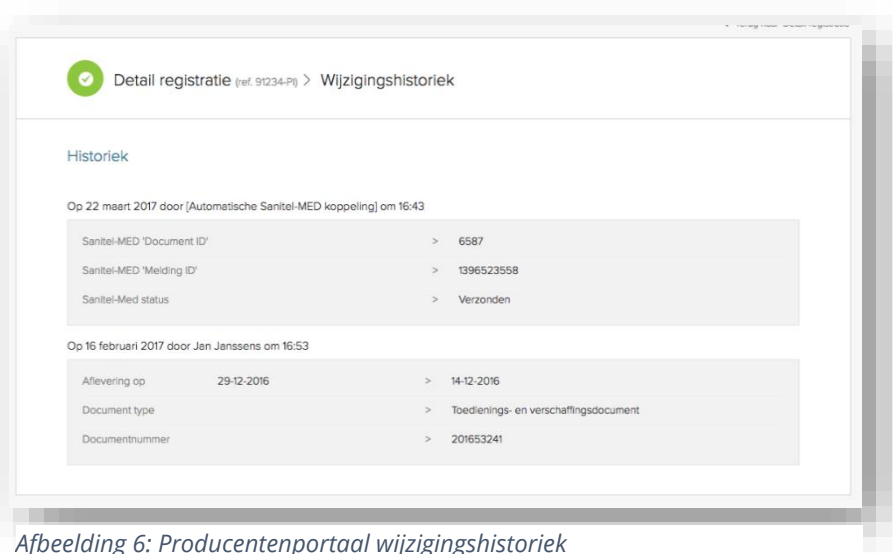 Detail registratie (ref. 91234-PI) > Wijzigingshistoriek
Historiek
Op 22 maart 2017 door [Automatische Sanitel-MED koppeling] om 16:43
Sanitel-MED 'Document ID' > 6587
Sanitel-MED 'Melding ID' > 1396523558
Sanitel-Med status > Verzonden
Op 16 februari 2017 door Jan Janssens om 16:53
Aflevering op 29-12-2016 > 14-12-2016
Document type > Toedienings- en verschaffingsdocument
Documentnummer > 201653241
Afbeelding 6: Producentenportaal wijzigingshistoriek